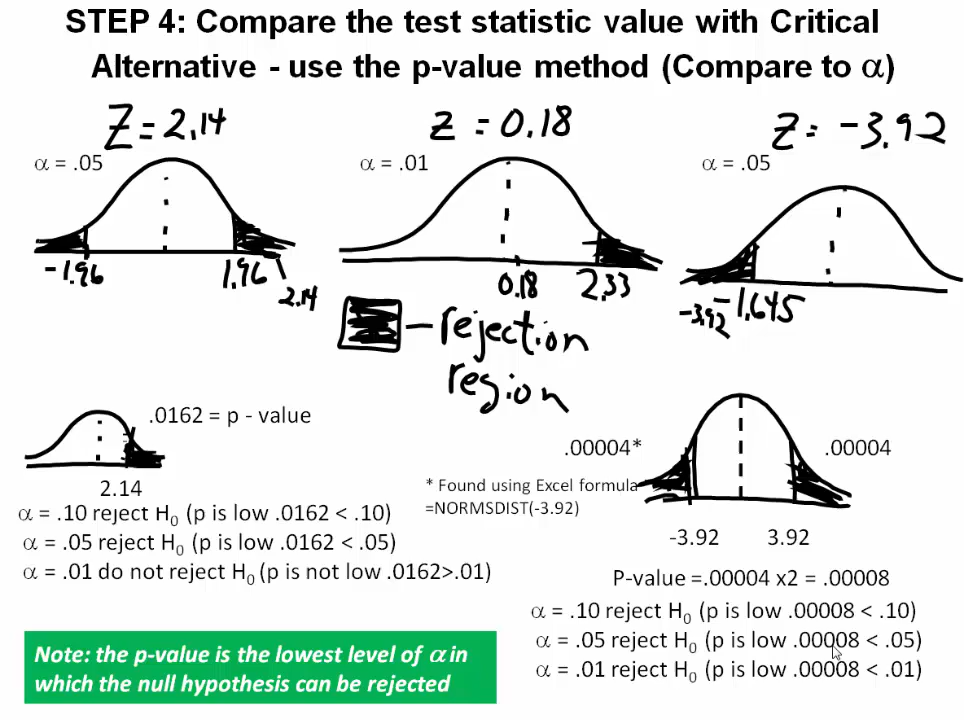 STEP 4: Compare the test statistic value with Critical
Alternative - use the p-value method (Compare to α)
Z = 2.14
z = 0.18
Z = -3.92
α = .05
α = .01
α = .05
-1.96
1.96
2.14
0.18
2.33
-3.92
-1.645
- rejection
region
.0162 = p - value
2.14
α = .10 reject H₀ (p is low .0162 < .10)
α = .05 reject H₀ (p is low .0162 < .05)
α = .01 do not reject H₀ (p is not low .0162>.01)
.00004*
.00004
* Found using Excel formula
=NORMSDIST(-3.92)
-3.92
3.92
P-value =.00004 x2 = .00008
α = .10 reject H₀ (p is low .00008 < .10)
α = .05 reject H₀ (p is low .00008 < .05)
α = .01 reject H₀ (p is low .00008 < .01)
Note: the p-value is the lowest level of α in
which the null hypothesis can be rejected